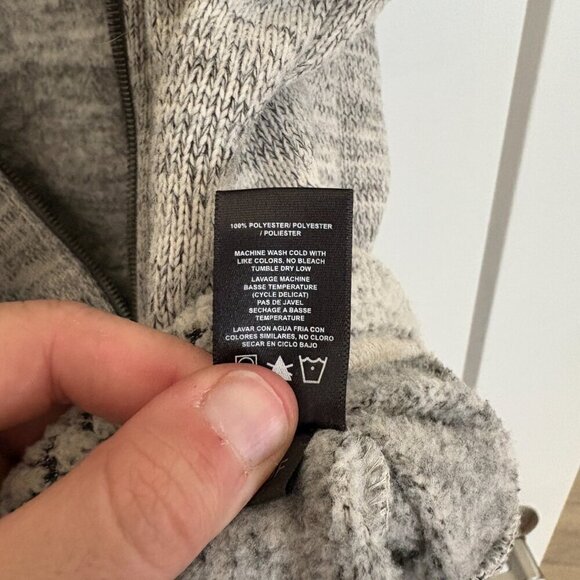 100% POLYESTER/ POLYESTER
/ POLIESTER
MACHINE WASH COLD WITH
LIKE COLORS, NO BLEACH
TUMBLE DRY LOW
LAVAGE MACHINE
BASSE TEMPERATURE
(CYCLE DELICAT)
PAS DE JAVEL
SECHAGE A BASSE
TEMPERATURE
LAVAR CON AGUA FRIA CON
COLORES SIMILARES, NO CLORO
SECAR EN CICLO BAJO